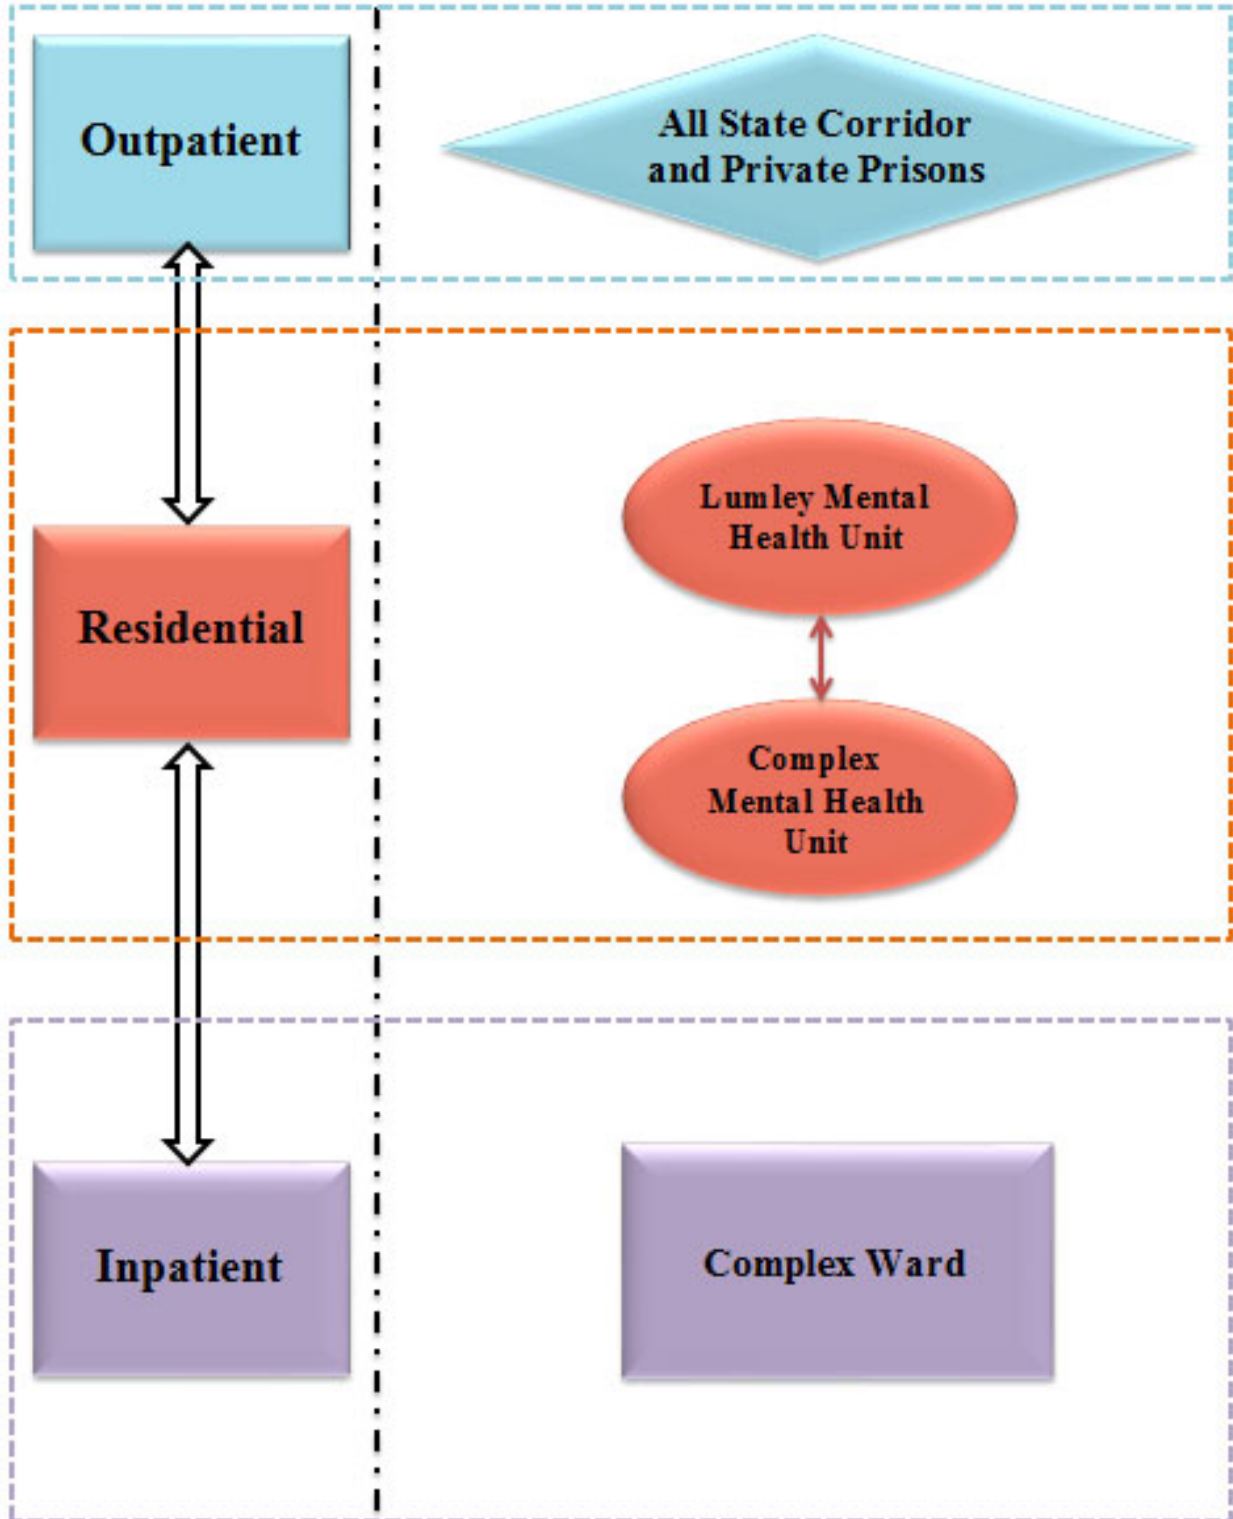 Outpatient
All State Corridor
and Private Prisons
Residential
Lumley Mental
Health Unit
Complex
Mental Health
Unit
Inpatient
Complex Ward